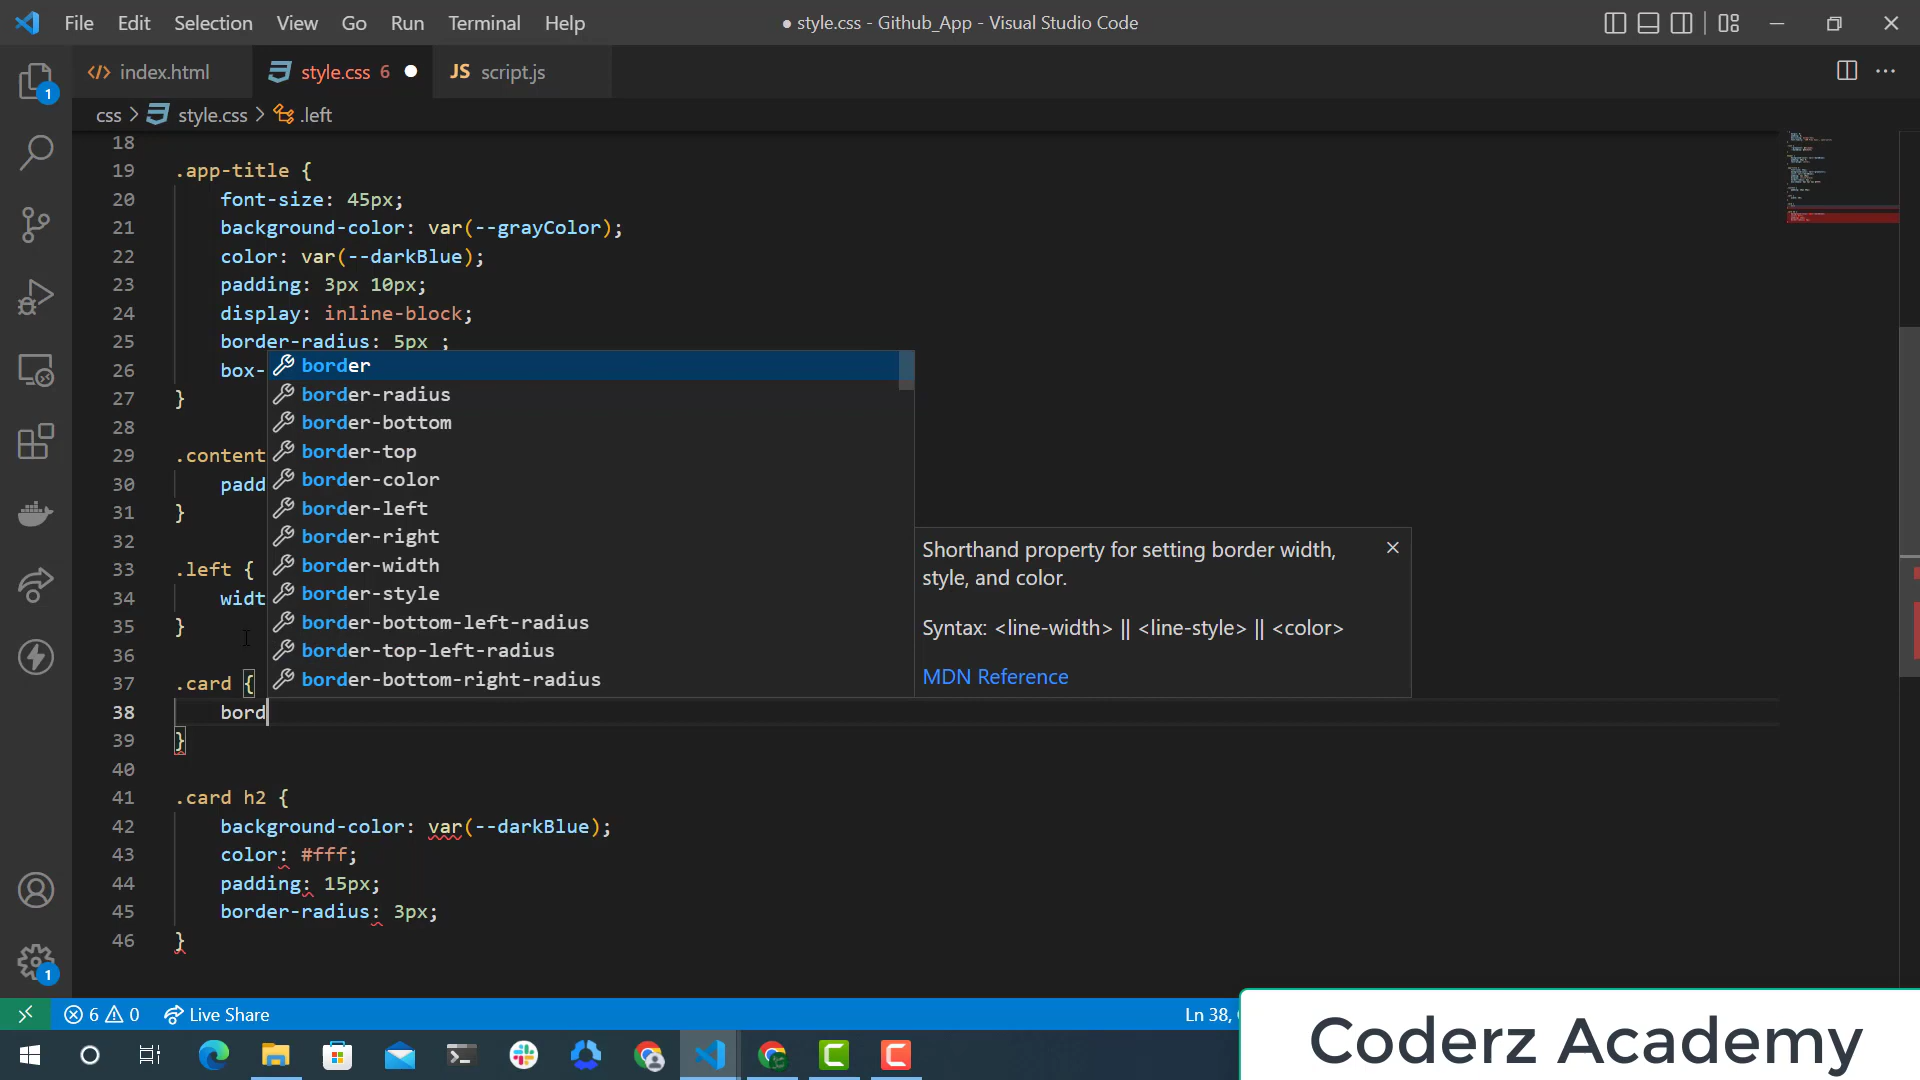 File Edit Selection View Go Run Terminal Help
● style.css - Github_App - Visual Studio Code
index.html
style.css 6
JS script.js
css > style.css > .left
18
19 .app-title {
20 font-size: 45px;
21 background-color: var(--grayColor);
22 color: var(--darkBlue);
23 padding: 3px 10px;
24 display: inline-block;
25 border-radius: 5px ;
26 box-
27 }
28
29 .content
30 padd
31 }
32
33 .left {
34 widt
35 }
36
37 .card {
38 bord
39 }
40
41 .card h2 {
42 background-color: var(--darkBlue);
43 color: #fff;
44 padding: 15px;
45 border-radius: 3px;
46 }
border
border-radius
border-bottom
border-top
border-color
border-left
border-right
border-width
border-style
border-bottom-left-radius
border-top-left-radius
border-bottom-right-radius
Shorthand property for setting border width,
style, and color.
Syntax: <line-width> || <line-style> || <color>
MDN Reference
1
1
6 0 Live Share
Ln 38,
Coderz Academy